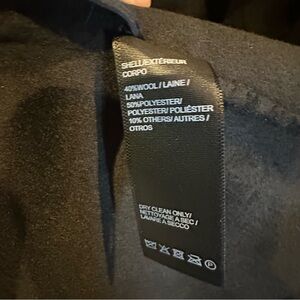 SHELL/EXTÉRIEUR
CORPO
40%WOOL / LAINE /
LANA
50%POLYESTER/
POLYESTER/ POLIÉSTER
10% OTHERS/ AUTRES /
OTROS
DRY CLEAN ONLY/
NETTOYAGE A SEC /
LAVARE A SECCO